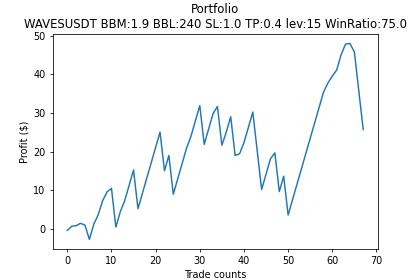 Portfolio
WAVESUSDT BBM:1.9 BBL:240 SL:1.0 TP:0.4 lev:15 WinRatio:75.0
50
40
30
20
10
0
Profit ($)
0 10 20 30 40 50 60 70
Trade counts